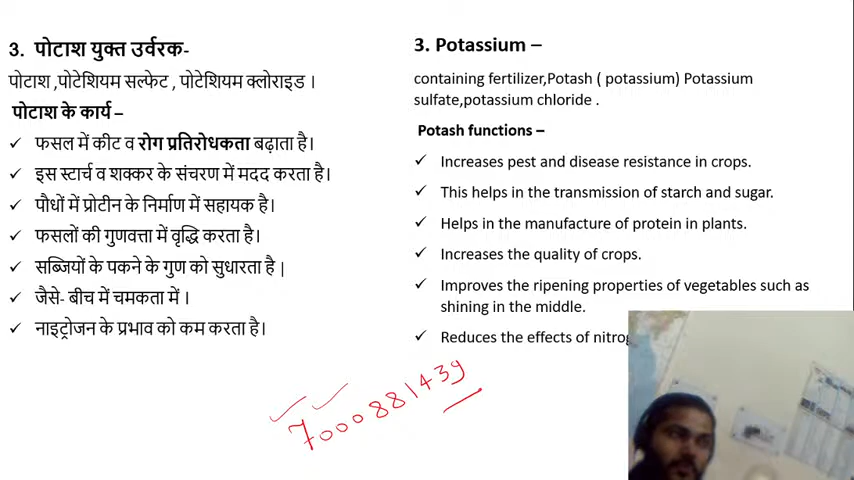 3. पोटाश युक्त उर्वरक-
पोटाश ,पोटेशियम सल्फेट , पोटेशियम क्लोराइड ।
पोटाश के कार्य –
✓ फसल में कीट व रोग प्रतिरोधकता बढ़ाता है।
✓ इस स्टार्च व शक्कर के संचरण में मदद करता है।
✓ पौधों में प्रोटीन के निर्माण में सहायक है।
✓ फसलों की गुणवत्ता में वृद्धि करता है।
✓ सब्जियों के पकने के गुण को सुधारता है |
✓ जैसे- बीच में चमकता में ।
✓ नाइट्रोजन के प्रभाव को कम करता है।
3. Potassium –
containing fertilizer,Potash ( potassium) Potassium
sulfate,potassium chloride .
Potash functions –
✓ Increases pest and disease resistance in crops.
✓ This helps in the transmission of starch and sugar.
✓ Helps in the manufacture of protein in plants.
✓ Increases the quality of crops.
✓ Improves the ripening properties of vegetables such as
shining in the middle.
✓ Reduces the effects of nitrog
7000881439